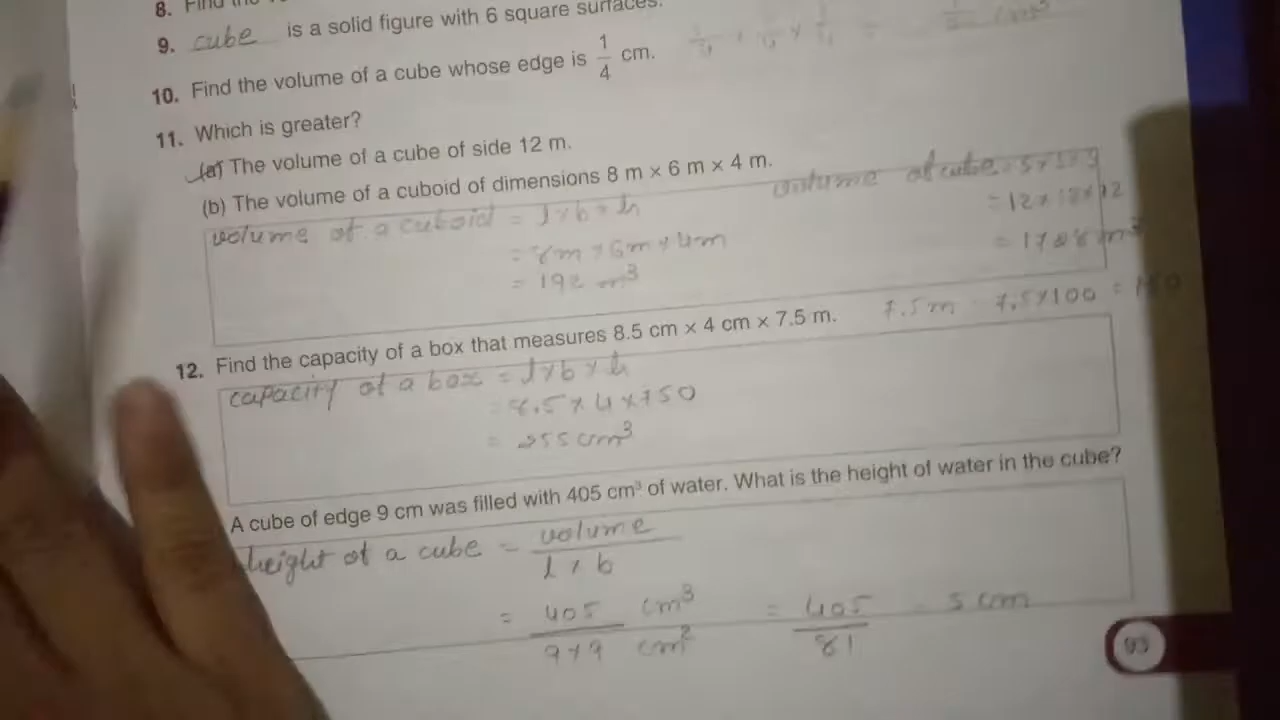 8. Find the
9. cube is a solid figure with 6 square surfaces.
10. Find the volume of a cube whose edge is 1/4 cm.
11. Which is greater?
(a) The volume of a cube of side 12 m.
(b) The volume of a cuboid of dimensions 8 m × 6 m × 4 m.
volume of a cuboid = l × b × h
= 8m × 6m × 4m
= 192 m³
volume of cube =
= 12 × 12 × 12
12. Find the capacity of a box that measures 8.5 cm × 4 cm × 7.5 m.
7.5 m 7.5 × 100 =
capacity of a box = l × b × h
= 8.5 × 4 × 750
= 255 cm³
A cube of edge 9 cm was filled with 405 cm³ of water. What is the height of water in the cube?
height of a cube = volume / l × b
= 405 cm³ / 9 × 9 cm² = 405 / 81 = 5 cm
93